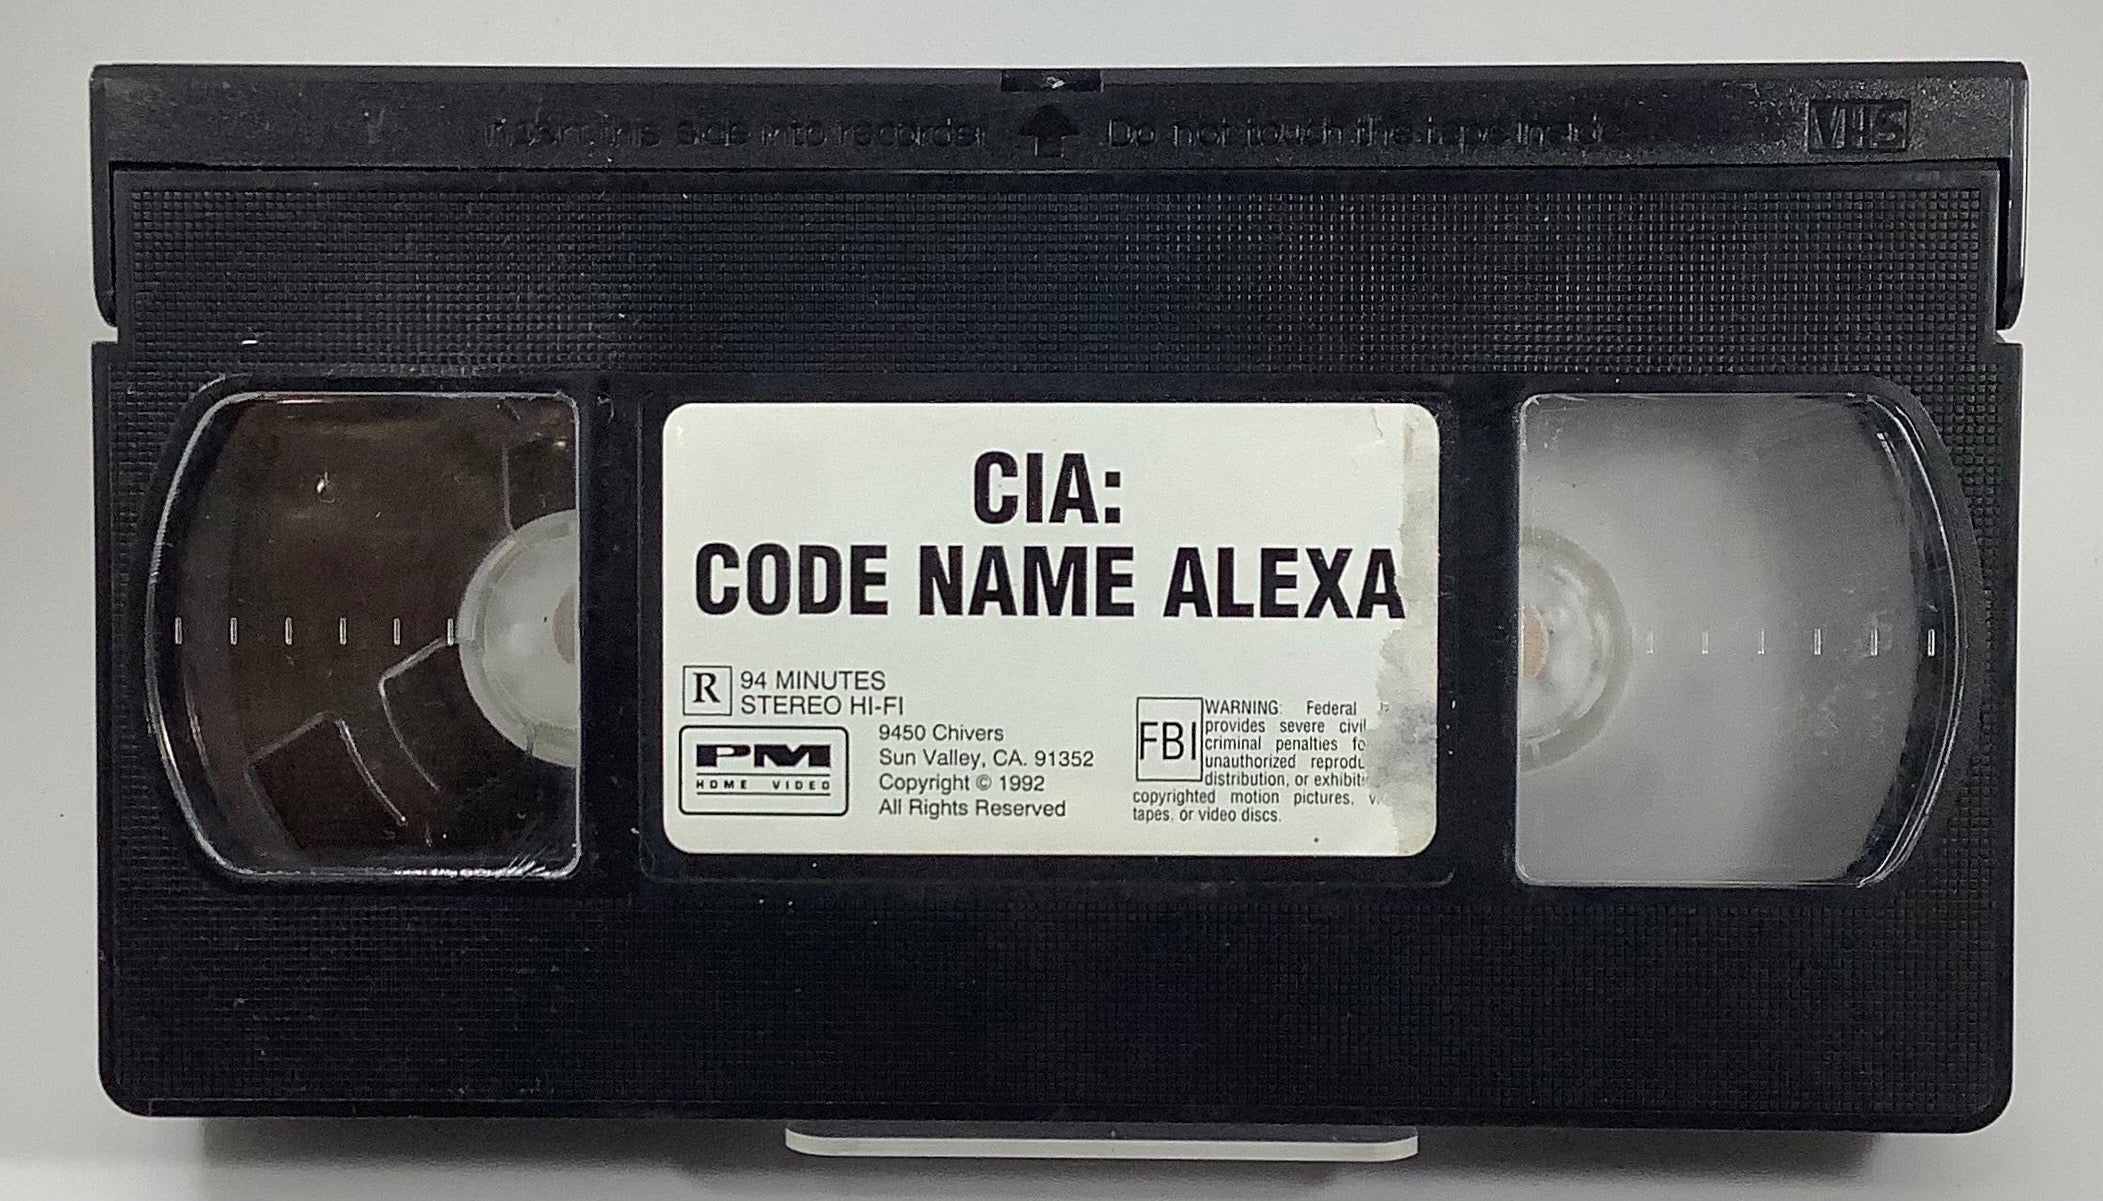 Insert this side into recorder Do not touch the tape inside VHS
CIA:
CODE NAME ALEXA
R 94 MINUTES
STEREO HI-FI
PM
HOME VIDEO
9450 Chivers
Sun Valley, CA. 91352
Copyright © 1992
All Rights Reserved
FBI
WARNING: Federal
provides severe civil
criminal penalties
unauthorized
distribution, or
copyrighted motion pictures,
tapes, or video discs.